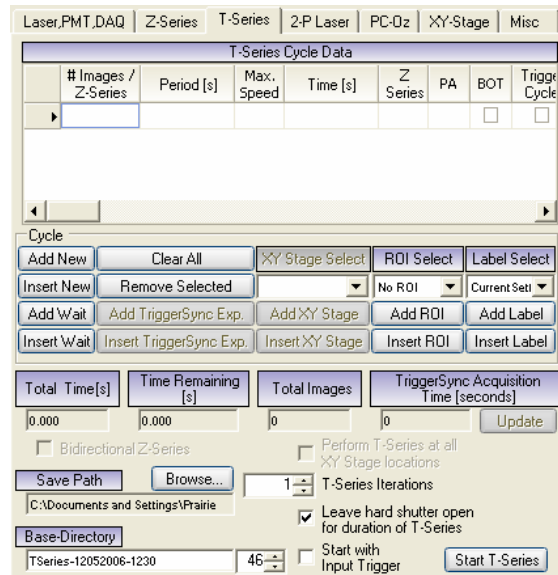 Laser,PMT,DAQ Z-Series T-Series 2-P Laser PC-Oz XY-Stage Misc
T-Series Cycle Data
# Images / Z-Series Period [s] Max. Speed Time [s] Z Series PA BOT Trigge Cycle
Cycle
Add New Clear All XY Stage Select ROI Select Label Select
Insert New Remove Selected No ROI Current Setti
Add Wait Add TriggerSync Exp. Add XY Stage Add ROI Add Label
Insert Wait Insert TriggerSync Exp. Insert XY Stage Insert ROI Insert Label
Total Time[s] Time Remaining [s] Total Images TriggerSync Acquisition Time [seconds]
0.000 0.000 0 0 Update
Bidirectional Z-Series Perform T-Series at all XY Stage locations
Save Path Browse... 1 T-Series Iterations
C:\Documents and Settings\Prairie
Leave hard shutter open for duration of T-Series
Base-Directory
TSeries-12052006-1230 46 Start with Input Trigger Start T-Series